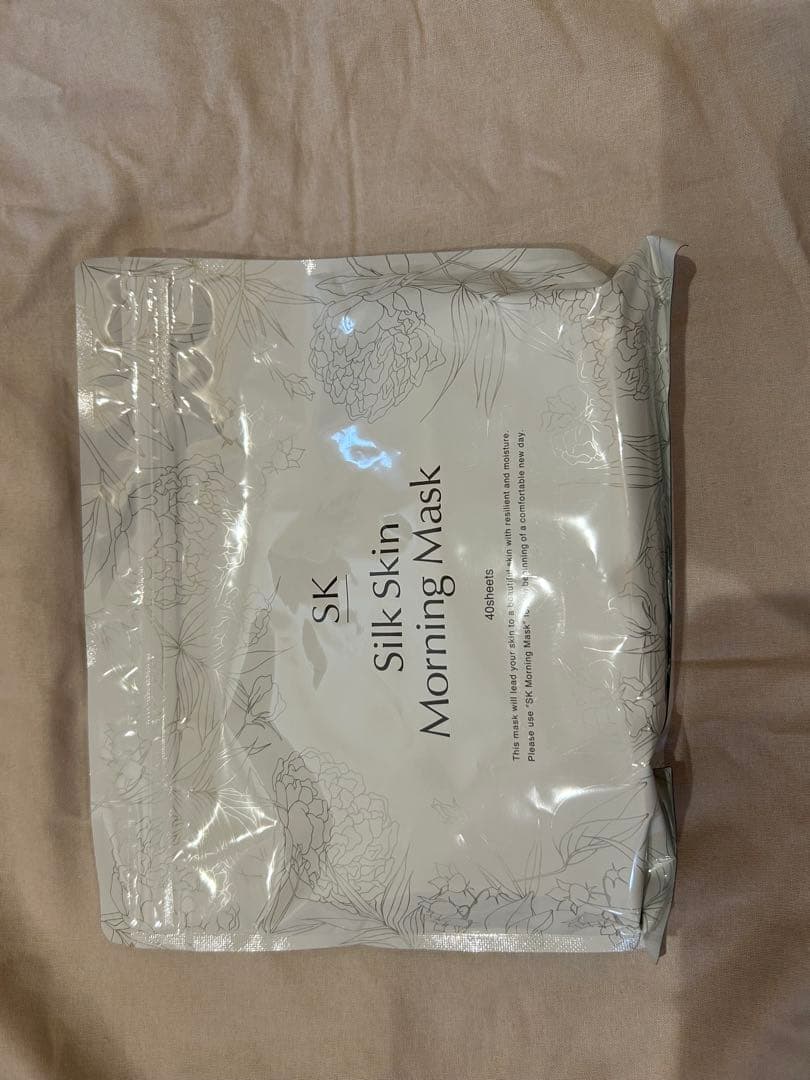 SK
Silk Skin
Morning Mask
40sheets
This mask will lead your skin to a beautiful skin with resilient and moisture.
Please use "SK Morning Mask" beginning of a comfortable new day.